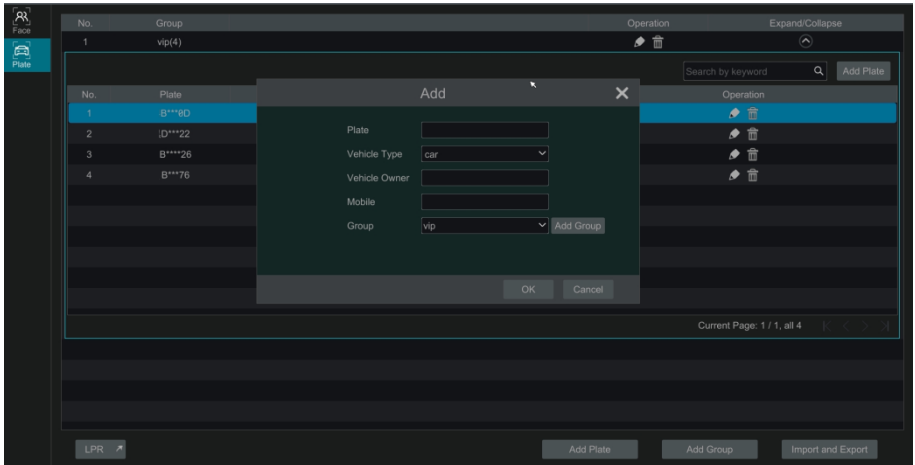 Face
Plate
No. Group Operation Expand/Collapse
1 vip(4)
Search by keyword Add Plate
No. Plate Operation
1 B***8D
2 :D***22
3 B****26
4 B***76
Add
Plate
Vehicle Type car
Vehicle Owner
Mobile
Group vip Add Group
OK Cancel
Current Page: 1 / 1, all 4
LPR Add Plate Add Group Import and Export